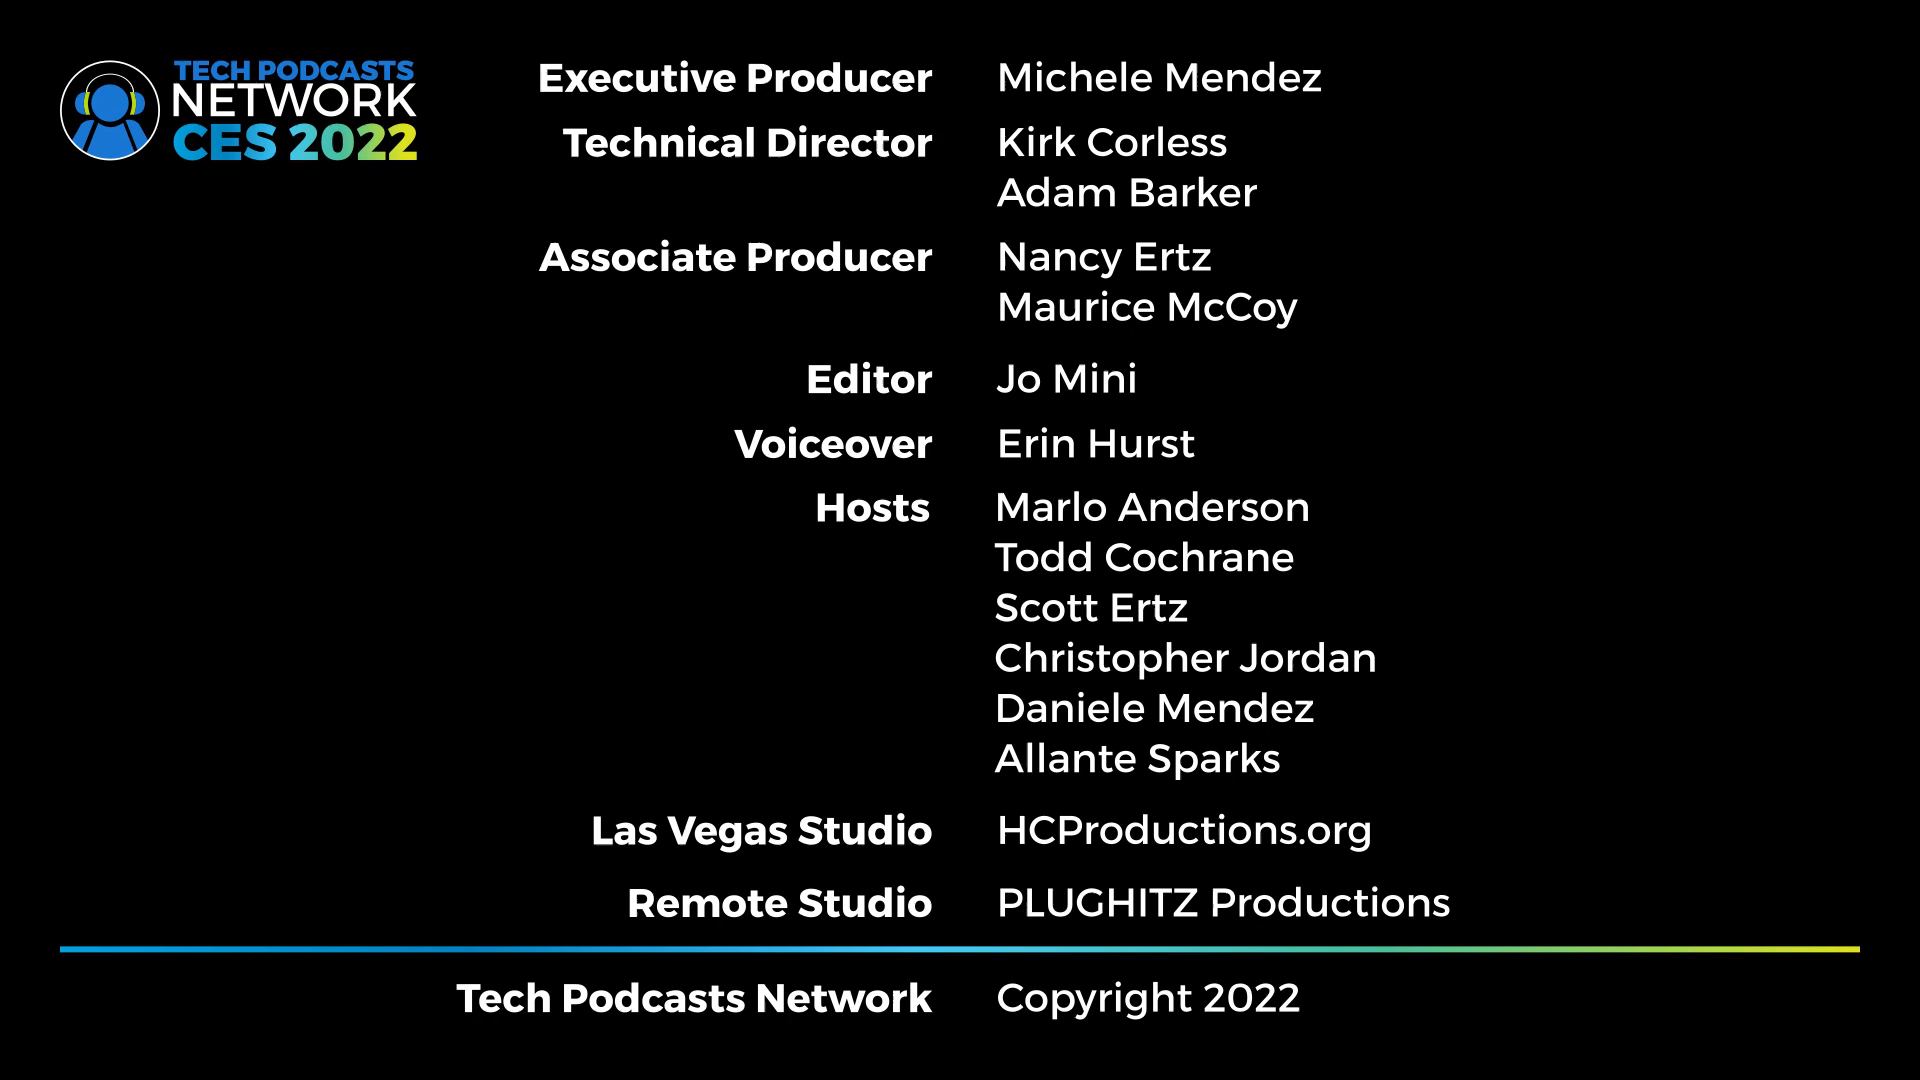 TECH PODCASTS
NETWORK
CES 2022
Executive Producer Michele Mendez
Technical Director Kirk Corless
Adam Barker
Associate Producer Nancy Ertz
Maurice McCoy
Editor Jo Mini
Voiceover Erin Hurst
Hosts Marlo Anderson
Todd Cochrane
Scott Ertz
Christopher Jordan
Daniele Mendez
Allante Sparks
Las Vegas Studio HCProductions.org
Remote Studio PLUGHITZ Productions
Tech Podcasts Network Copyright 2022